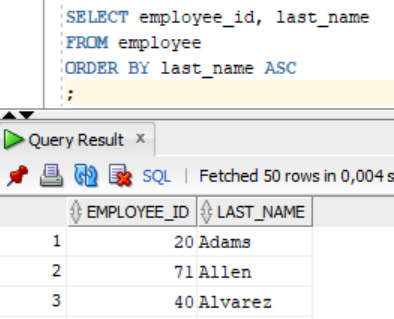 SELECT employee_id, last_name
FROM employee
ORDER BY last_name ASC
;
Query Result x
SQL | Fetched 50 rows in 0,004 s
EMPLOYEE_ID LAST_NAME
1 20 Adams
2 71 Allen
3 40 Alvarez